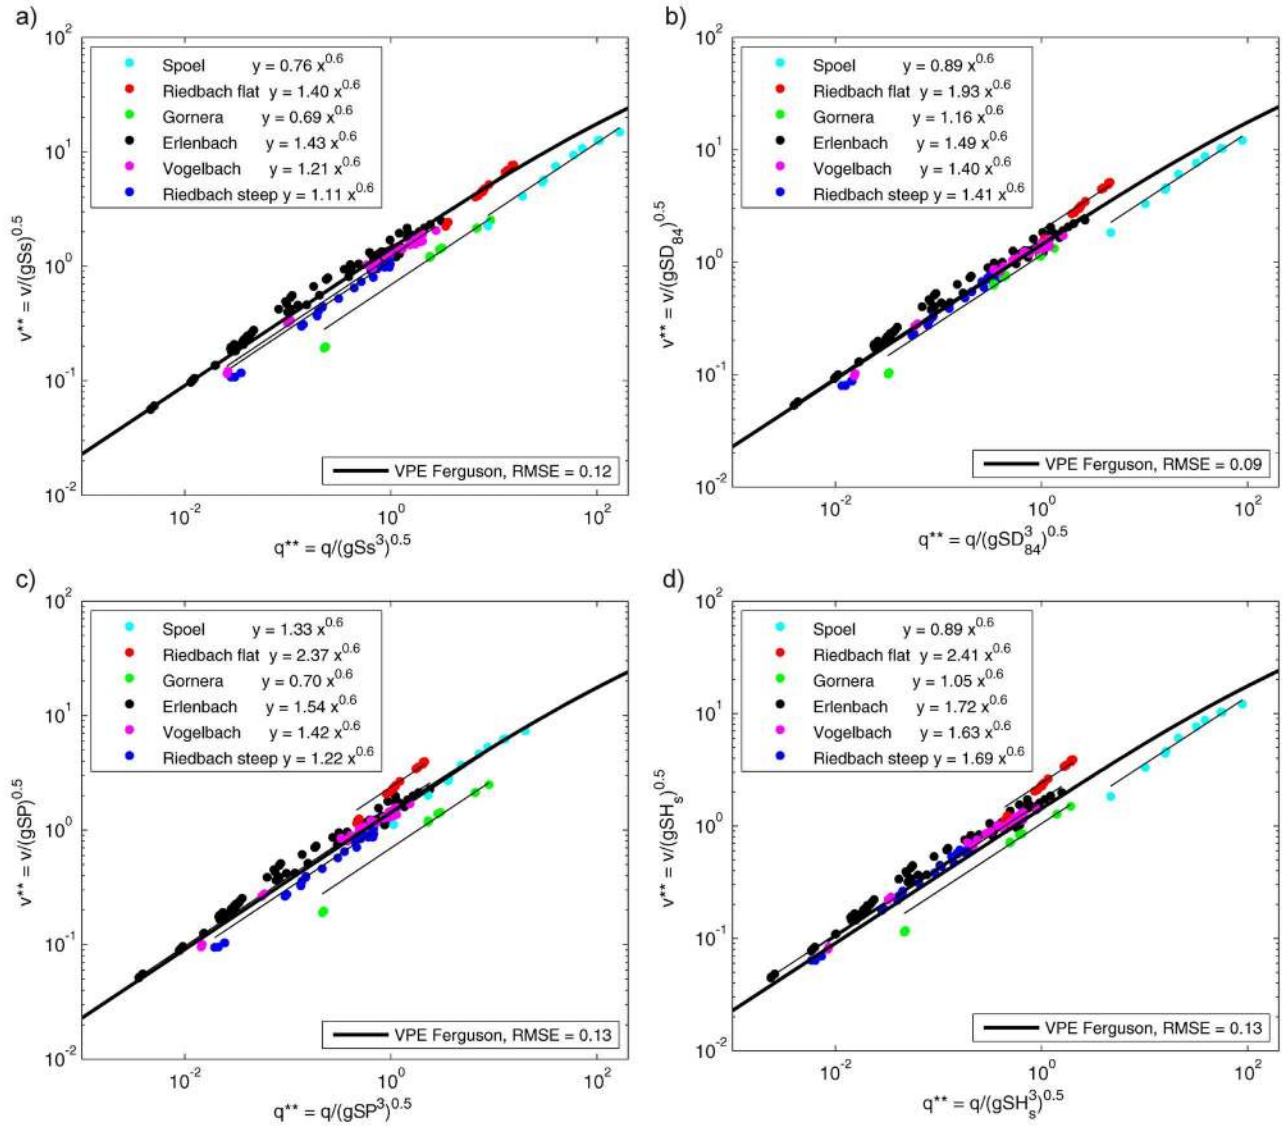 a)
10^2
10^1
10^0
10^-1
10^-2
v** = v/(gSs)^0.5
Spoel y = 0.76 x^0.6
Riedbach flat y = 1.40 x^0.6
Gornera y = 0.69 x^0.6
Erlenbach y = 1.43 x^0.6
Vogelbach y = 1.21 x^0.6
Riedbach steep y = 1.11 x^0.6
VPE Ferguson, RMSE = 0.12
10^-2 10^0 10^2
q** = q/(gSs^3)^0.5
b)
10^2
10^1
10^0
10^-1
10^-2
v** = v/(gSD_84)^0.5
Spoel y = 0.89 x^0.6
Riedbach flat y = 1.93 x^0.6
Gornera y = 1.16 x^0.6
Erlenbach y = 1.49 x^0.6
Vogelbach y = 1.40 x^0.6
Riedbach steep y = 1.41 x^0.6
VPE Ferguson, RMSE = 0.09
10^-2 10^0 10^2
q** = q/(gSD_84^3)^0.5
c)
10^2
10^1
10^0
10^-1
10^-2
v** = v/(gSP)^0.5
Spoel y = 1.33 x^0.6
Riedbach flat y = 2.37 x^0.6
Gornera y = 0.70 x^0.6
Erlenbach y = 1.54 x^0.6
Vogelbach y = 1.42 x^0.6
Riedbach steep y = 1.22 x^0.6
VPE Ferguson, RMSE = 0.13
10^-2 10^0 10^2
q** = q/(gSP^3)^0.5
d)
10^2
10^1
10^0
10^-1
10^-2
v** = v/(gSH_s)^0.5
Spoel y = 0.89 x^0.6
Riedbach flat y = 2.41 x^0.6
Gornera y = 1.05 x^0.6
Erlenbach y = 1.72 x^0.6
Vogelbach y = 1.63 x^0.6
Riedbach steep y = 1.69 x^0.6
VPE Ferguson, RMSE = 0.13
10^-2 10^0 10^2
q** = q/(gSH_s^3)^0.5